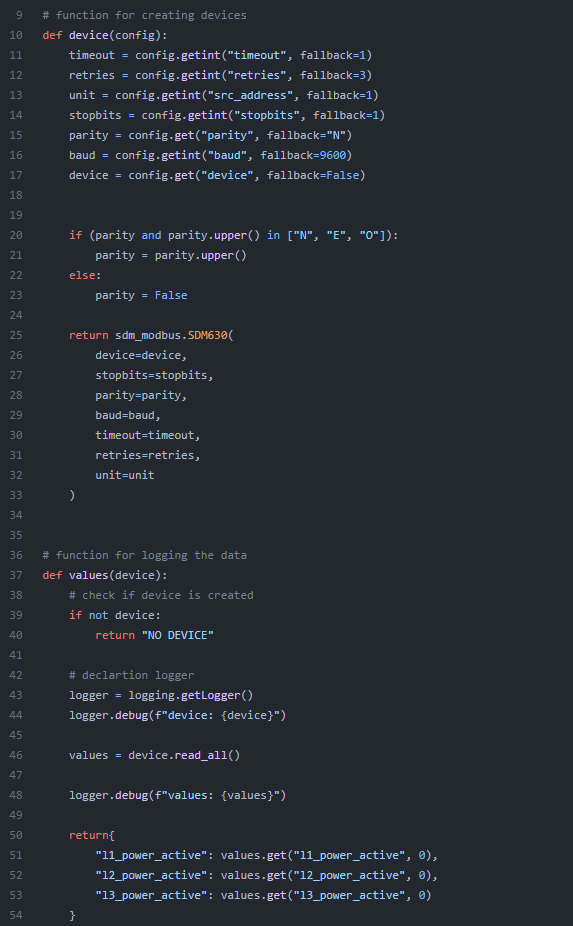 9 # function for creating devices
10 def device(config):
11     timeout = config.getint("timeout", fallback=1)
12     retries = config.getint("retries", fallback=3)
13     unit = config.getint("src_address", fallback=1)
14     stopbits = config.getint("stopbits", fallback=1)
15     parity = config.get("parity", fallback="N")
16     baud = config.getint("baud", fallback=9600)
17     device = config.get("device", fallback=False)
18
19
20     if (parity and parity.upper() in ["N", "E", "O"]):
21         parity = parity.upper()
22     else:
23         parity = False
24
25     return sdm_modbus.SDM630(
26         device=device,
27         stopbits=stopbits,
28         parity=parity,
29         baud=baud,
30         timeout=timeout,
31         retries=retries,
32         unit=unit
33     )
34
35
36 # function for logging the data
37 def values(device):
38     # check if device is created
39     if not device:
40         return "NO DEVICE"
41
42     # declartion logger
43     logger = logging.getLogger()
44     logger.debug(f"device: {device}")
45
46     values = device.read_all()
47
48     logger.debug(f"values: {values}")
49
50     return{
51         "l1_power_active": values.get("l1_power_active", 0),
52         "l2_power_active": values.get("l2_power_active", 0),
53         "l3_power_active": values.get("l3_power_active", 0)
54     }